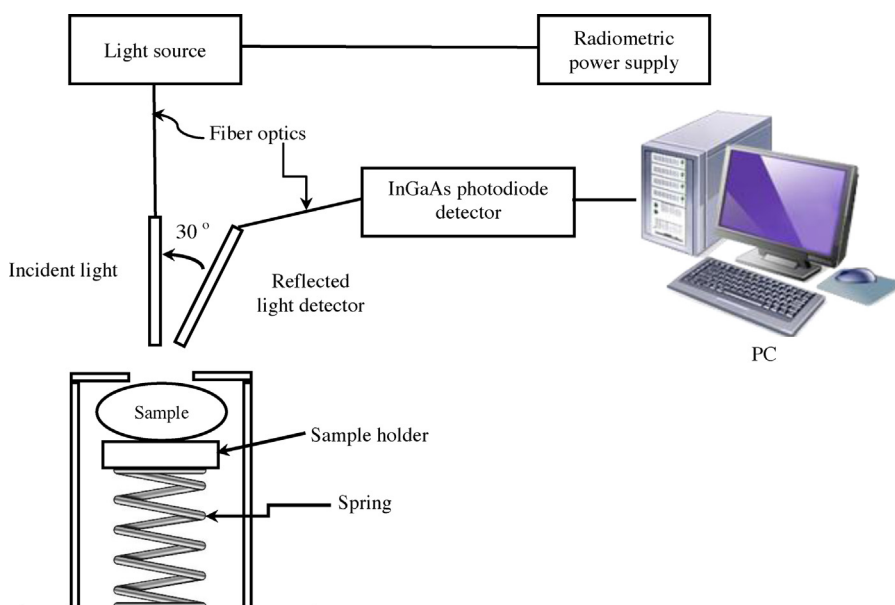 Light source
Radiometric
power supply
Fiber optics
InGaAs photodiode
detector
30 °
Incident light
Reflected
light detector
PC
Sample
Sample holder
Spring